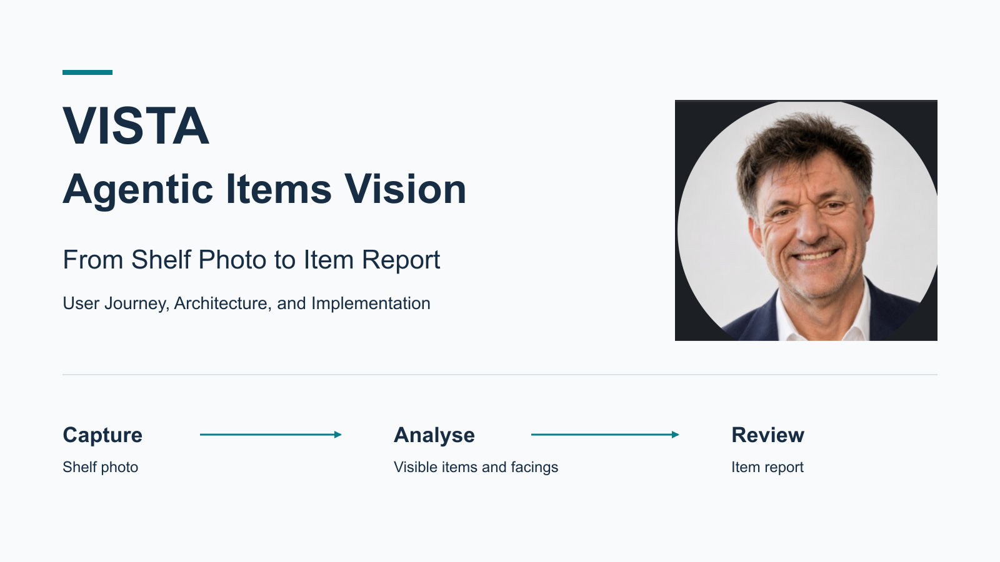 VISTA
Agentic Items Vision
From Shelf Photo to Item Report
User Journey, Architecture, and Implementation
Capture
Analyse
Review
Shelf photo
Visible items and facings
Item report